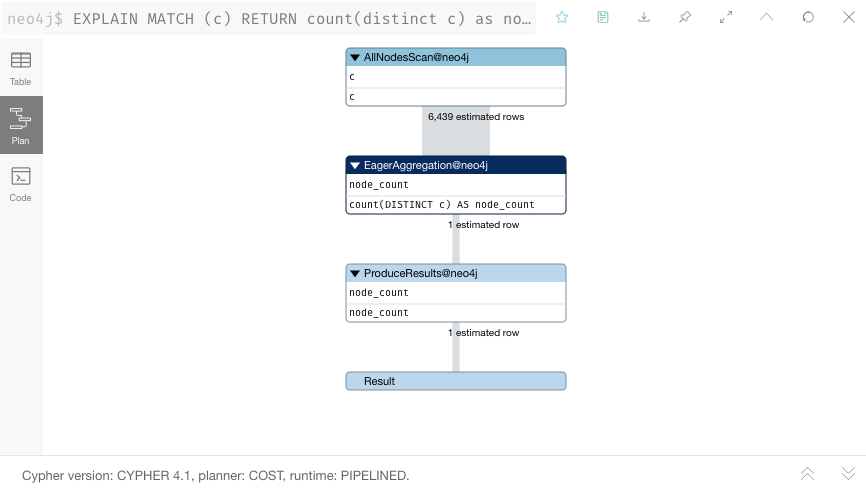 neo4j$ EXPLAIN MATCH (c) RETURN count(distinct c) as no…
Table
Plan
Code
AllNodesScan@neo4j
c
c
6,439 estimated rows
EagerAggregation@neo4j
node_count
count(DISTINCT c) AS node_count
1 estimated row
ProduceResults@neo4j
node_count
node_count
1 estimated row
Result
Cypher version: CYPHER 4.1, planner: COST, runtime: PIPELINED.